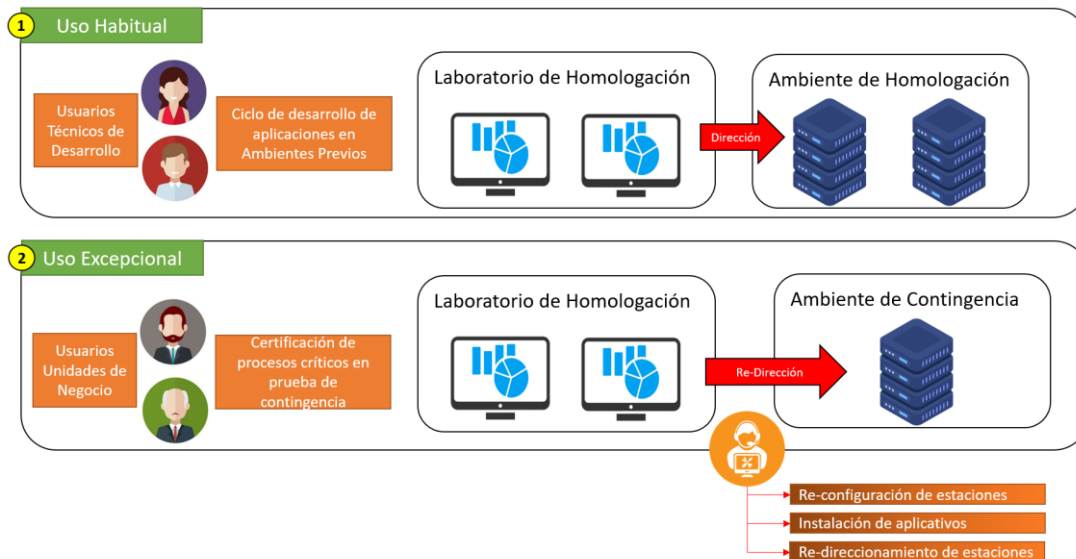 1
Uso Habitual
Usuarios
Técnicos de
Desarrollo
Ciclo de desarrollo de
aplicaciones en
Ambientes Previos
Laboratorio de Homologación
Dirección
Ambiente de Homologación
2
Uso Excepcional
Usuarios
Unidades de
Negocio
Certificación de
procesos críticos en
prueba de
contingencia
Laboratorio de Homologación
Re-Dirección
Ambiente de Contingencia
Re-configuración de estaciones
Instalación de aplicativos
Re-direccionamiento de estaciones